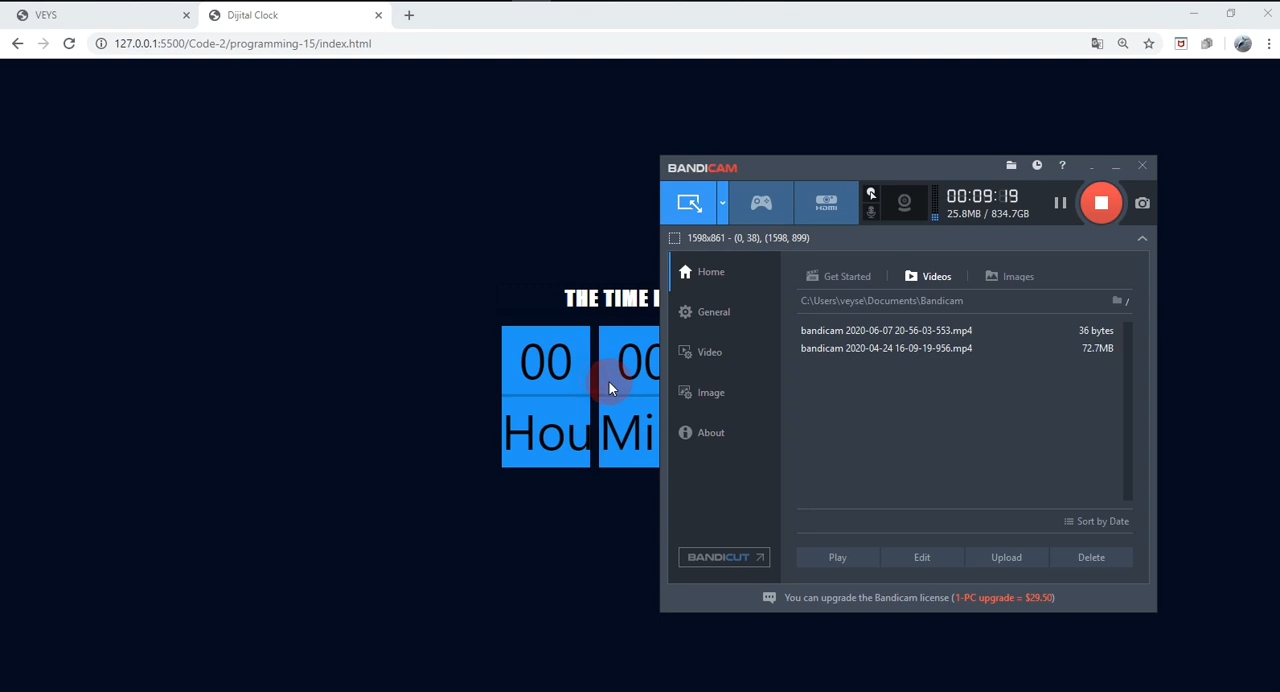 VEYS
Dijital Clock
127.0.0.1:5500/Code-2/programming-15/index.html
BANDICAM
HDMI
00:09:19
25.8MB / 834.7GB
1598x861 - (0, 38), (1598, 899)
Home
General
Video
Image
About
BANDICUT
Get Started
Videos
Images
C:\Users\veyse\Documents\Bandicam
/
bandicam 2020-06-07 20-56-03-553.mp4 36 bytes
bandicam 2020-04-24 16-09-19-956.mp4 72.7MB
Sort by Date
Play Edit Upload Delete
You can upgrade the Bandicam license (1-PC upgrade = $29.50)
THE TIME
00 00
Hou Mi